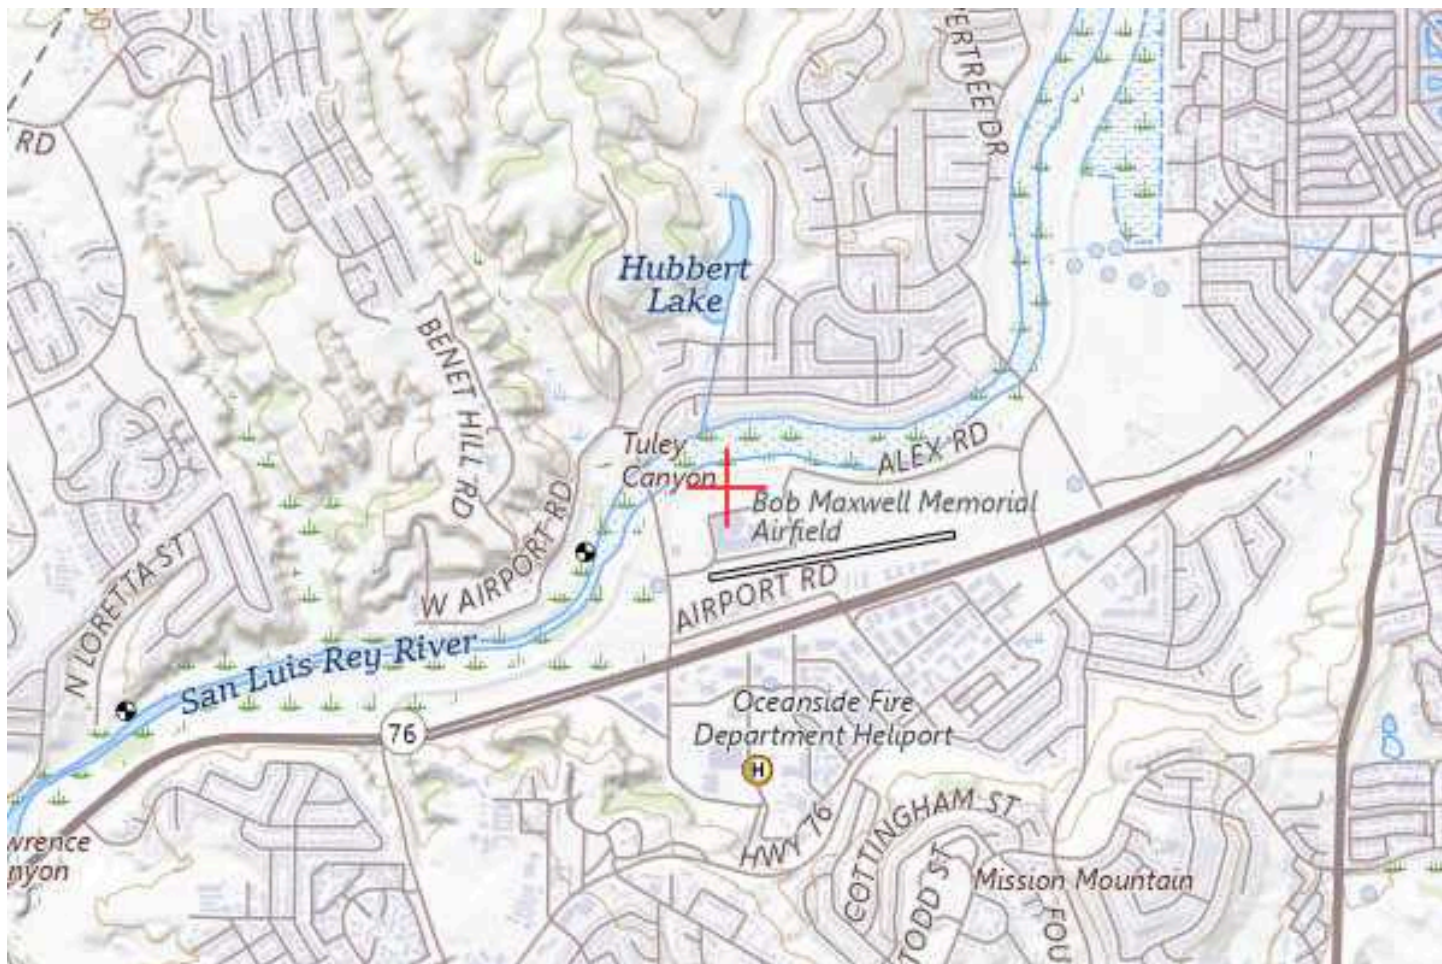 PERTREE DR
RD
Hubbert
Lake
BENET HILL RD
Tuley
Canyon
ALEX RD
W AIRPORT RD
Bob Maxwell Memorial
Airfield
N LORETTA ST
AIRPORT RD
San Luis Rey River
76
Oceanside Fire
Department Heliport
H
HWY 76
COTTINGHAM ST
wrence
nyon
TODD ST
Mission Mountain
FOU